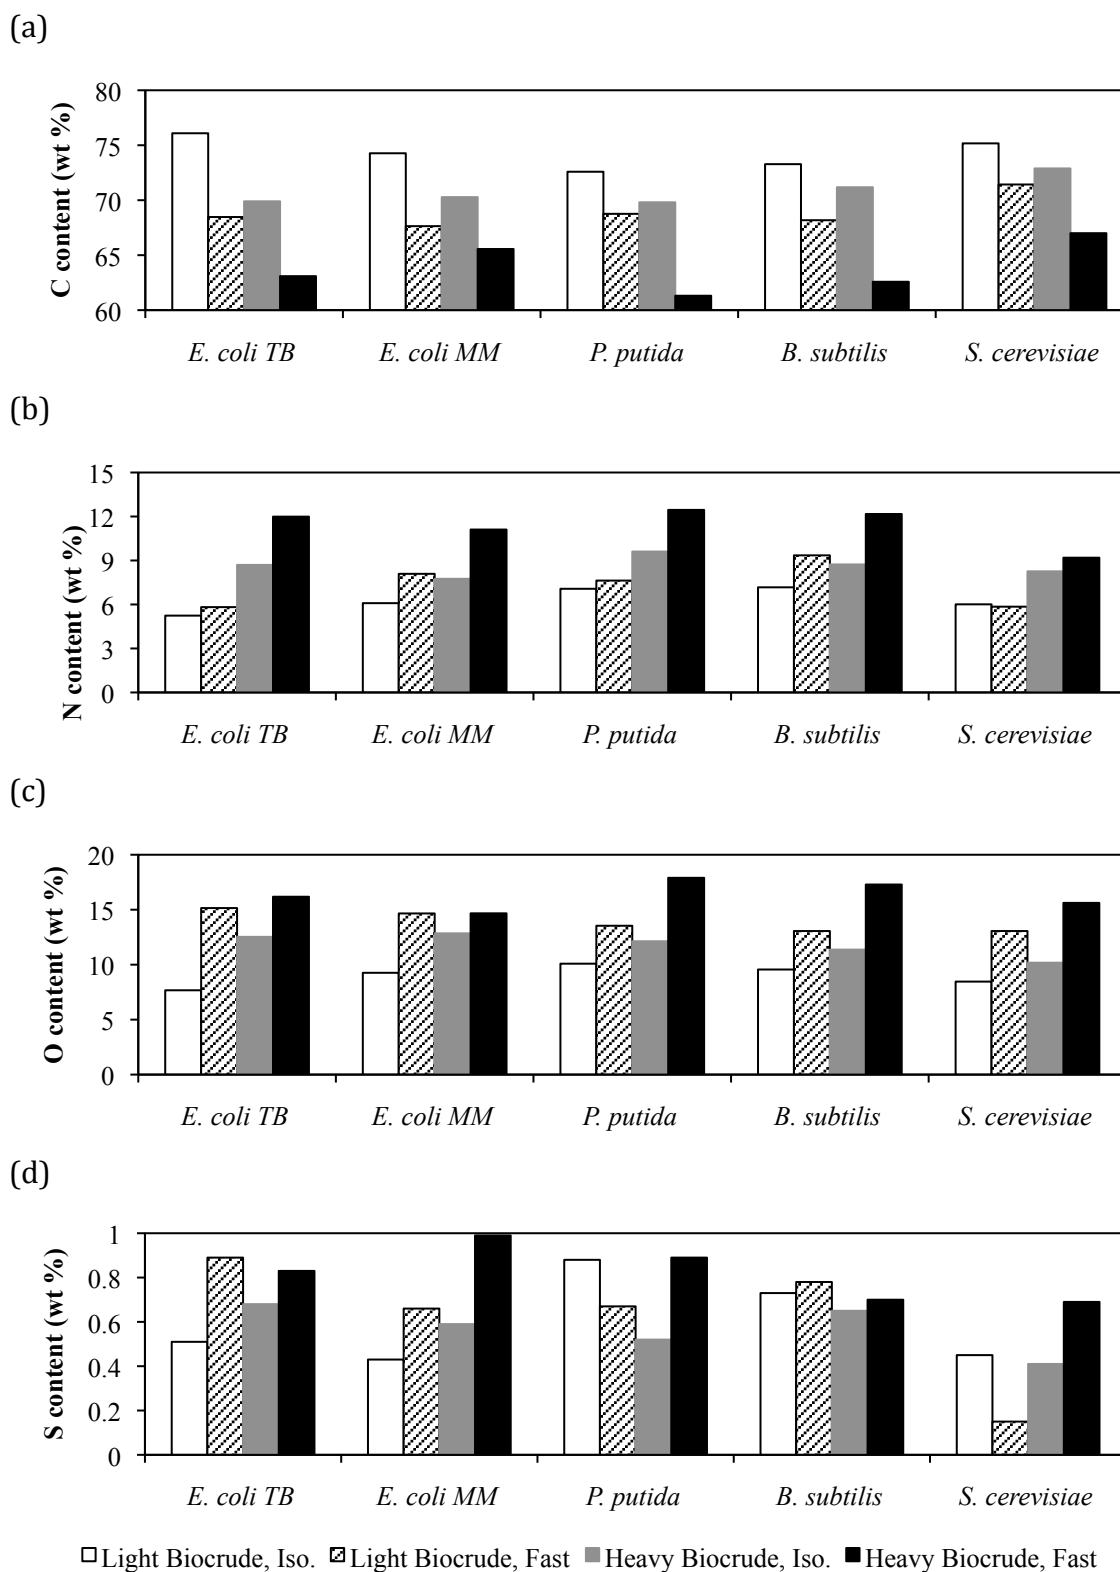 (a)
C content (wt %)
80
75
70
65
60
E. coli TB E. coli MM P. putida B. subtilis S. cerevisiae
(b)
N content (wt %)
15
12
9
6
3
0
E. coli TB E. coli MM P. putida B. subtilis S. cerevisiae
(c)
O content (wt %)
20
15
10
5
0
E. coli TB E. coli MM P. putida B. subtilis S. cerevisiae
(d)
S content (wt %)
1
0.8
0.6
0.4
0.2
0
E. coli TB E. coli MM P. putida B. subtilis S. cerevisiae
Light Biocrude, Iso. Light Biocrude, Fast Heavy Biocrude, Iso. Heavy Biocrude, Fast